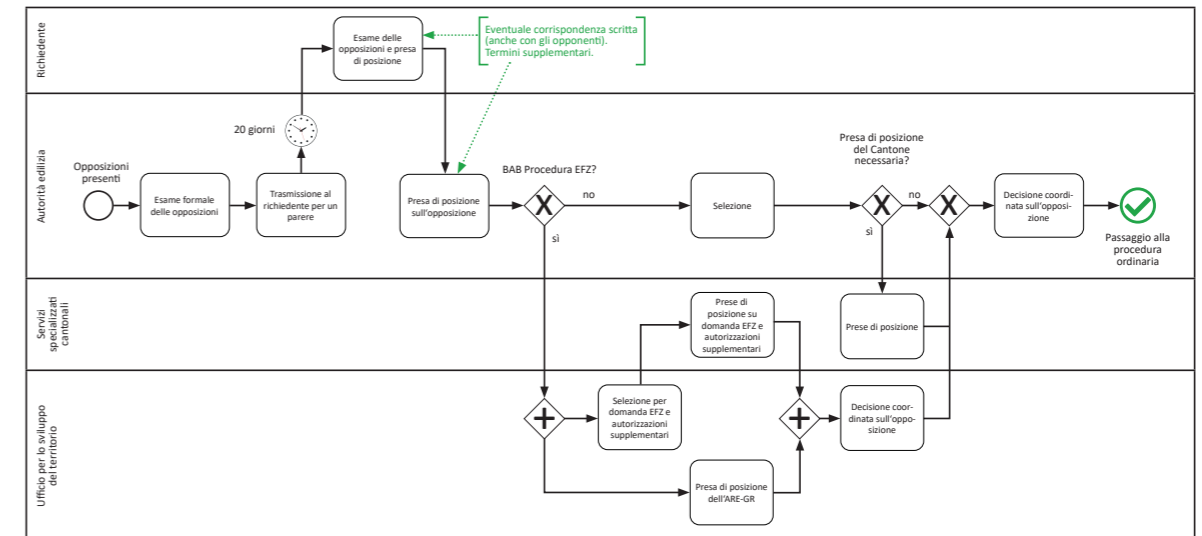 Richiedente
Esame delle
opposizioni e presa
di posizione
Eventuale corrispondenza scritta
(anche con gli opponenti).
Termini supplementari.
Autorità edilizia
Opposizioni
presenti
Esame formale
delle opposizioni
20 giorni
Trasmissione al
richiedente per un
parere
Presa di posizione
sull'opposizione
BAB Procedura EFZ?
X
no
sì
Selezione
Presa di posizione
del Cantone
necessaria?
X
no
sì
X
Decisione coordi-
nata sull'opposi-
zione
Passaggio alla
procedura
ordinaria
Servizi
specializzati
cantonali
Prese di
posizione su
domanda EFZ e
autorizzazioni
supplementari
Prese di posizione
Ufficio per lo sviluppo
del territorio
Selezione per
domanda EFZ e
autorizzazioni
supplementari
Presa di posizione
dell'ARE-GR
Decisione coor-
dinata sull'oppo-
sizione